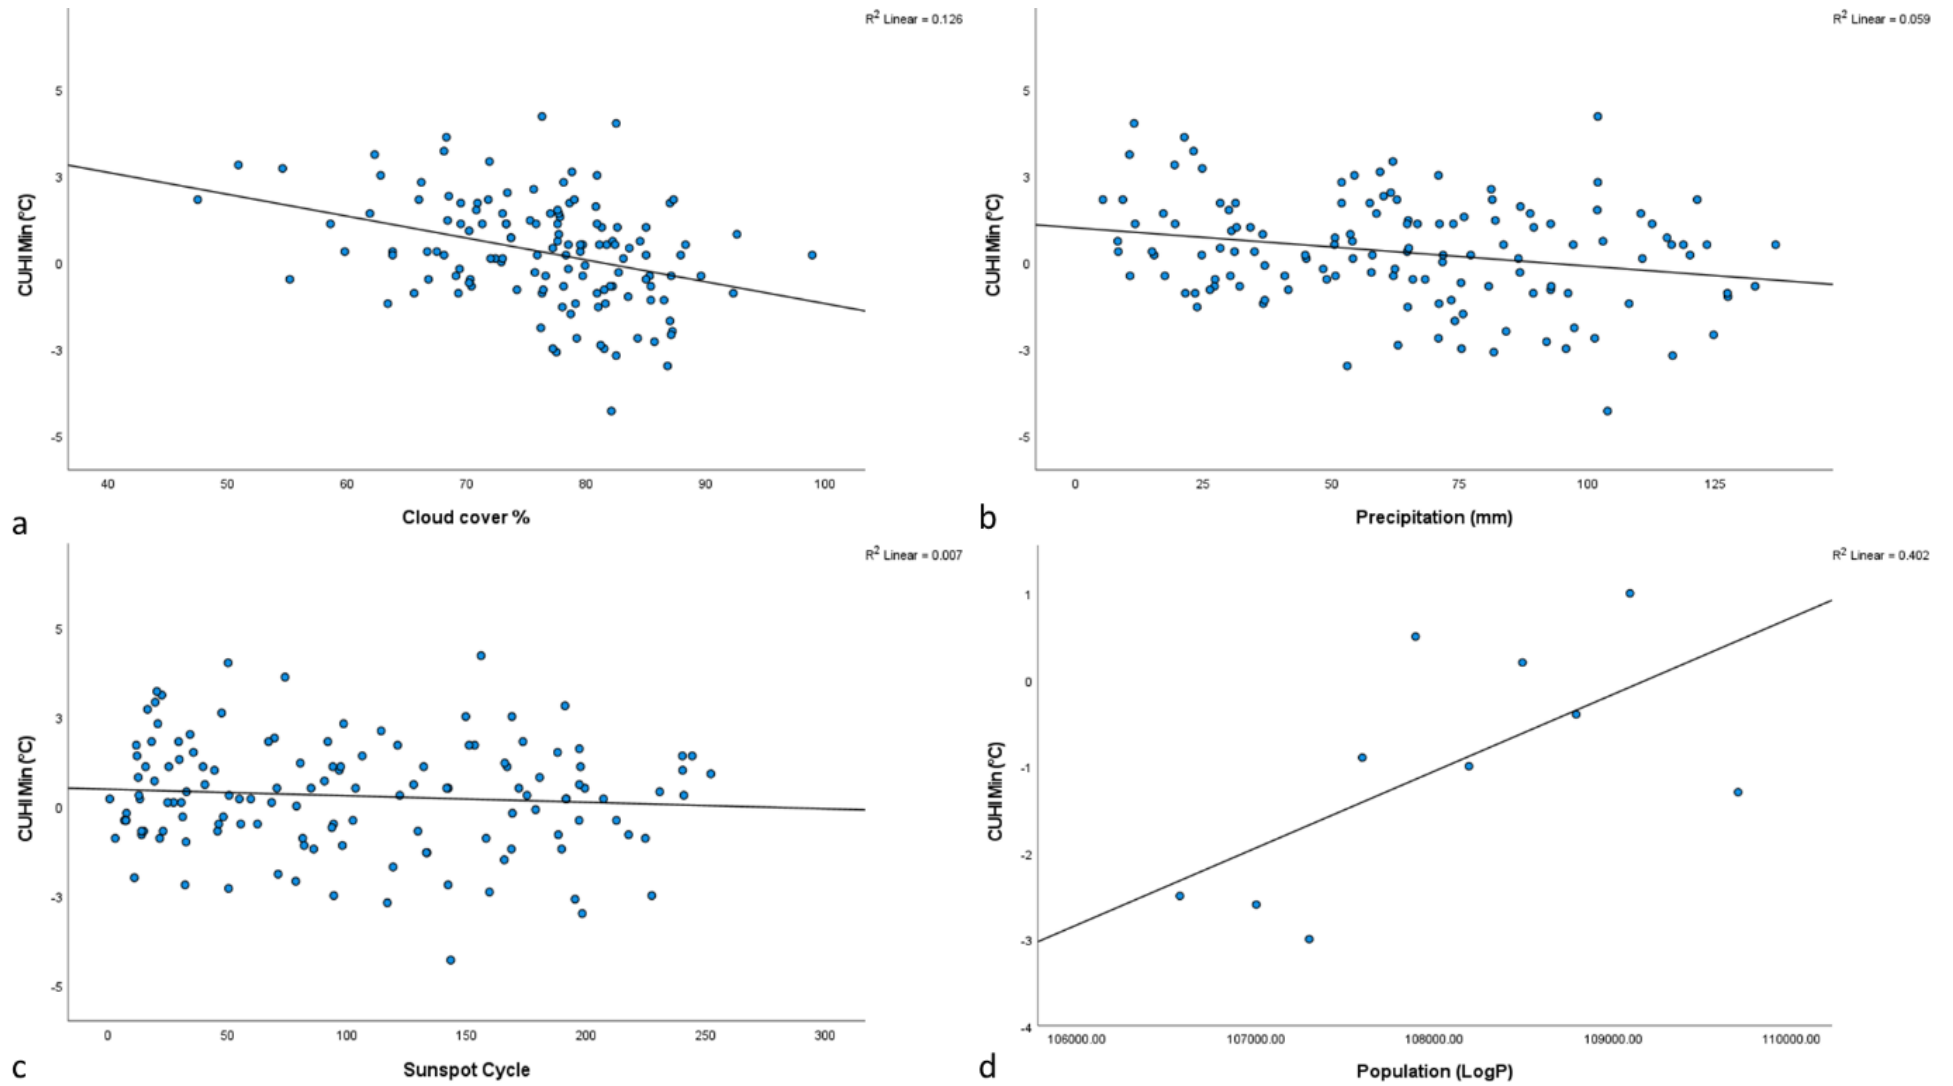 R2 Linear = 0.126
5
3
0
-3
-5
CUHI Min (°C)
40 50 60 70 80 90 100
Cloud cover %
a
R2 Linear = 0.059
5
3
0
-3
-5
CUHI Min (°C)
0 25 50 75 100 125
Precipitation (mm)
b
R2 Linear = 0.007
5
3
0
-3
-5
CUHI Min (°C)
0 50 100 150 200 250 300
Sunspot Cycle
c
R2 Linear = 0.402
1
0
-1
-2
-3
-4
CUHI Min (°C)
106000.00 107000.00 108000.00 109000.00 110000.00
Population (LogP)
d